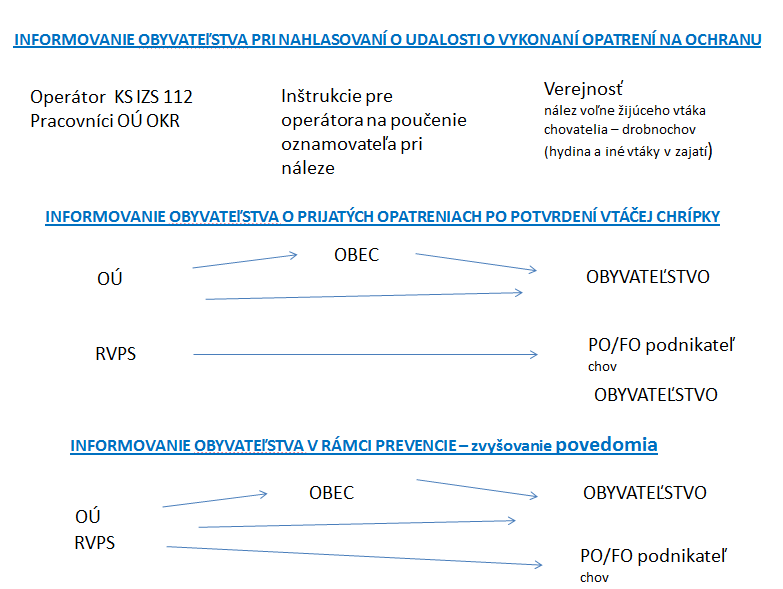 INFORMOVANIE OBYVATEĽSTVA PRI NAHLASOVANÍ O UDALOSTI O VYKONANÍ OPATRENÍ NA OCHRANU
Operátor KS IZS 112
Pracovníci OÚ OKR
Inštrukcie pre
operátora na poučenie
oznamovateľa pri
náleze
Verejnosť
nález voľne žijúceho vtáka
chovatelia – drobnochov
(hydina a iné vtáky v zajatí)
INFORMOVANIE OBYVATEĽSTVA O PRIJATÝCH OPATRENIACH PO POTVRDENÍ VTÁČEJ CHRÍPKY
OBEC
OÚ
OBYVATEĽSTVO
RVPS
PO/FO podnikateľ
chov
OBYVATEĽSTVO
INFORMOVANIE OBYVATEĽSTVA V RÁMCI PREVENCIE – zvyšovanie povedomia
OBEC
OBYVATEĽSTVO
OÚ
RVPS
PO/FO podnikateľ
chov